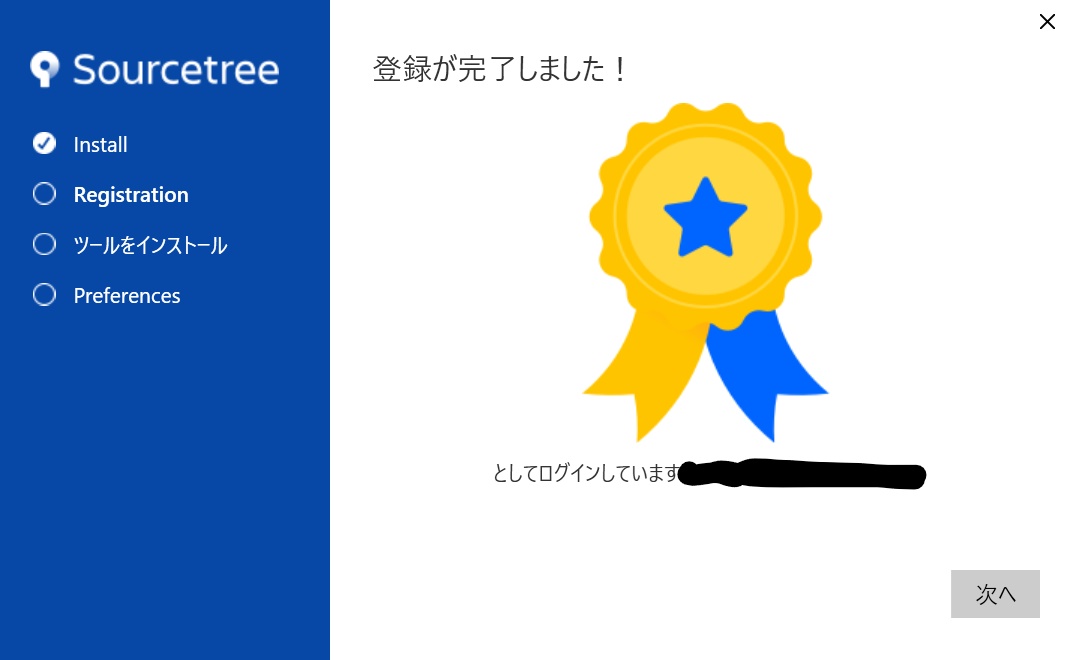 Sourcetree
Install
Registration
ツールをインストール
Preferences
登録が完了しました！
としてログインしています
次へ